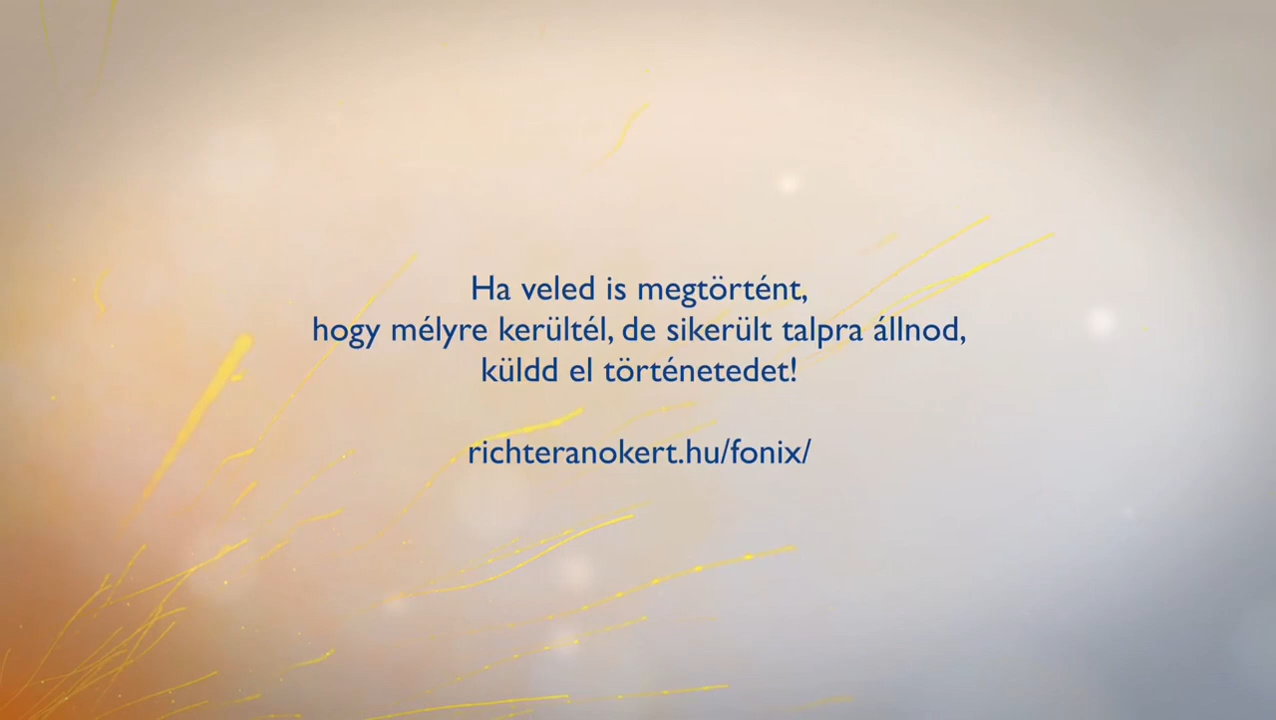 Ha veled is megtörtént,
hogy mélyre kerültél, de sikerült talpra állnod,
küldd el történetedet!
richteranokert.hu/fonix/